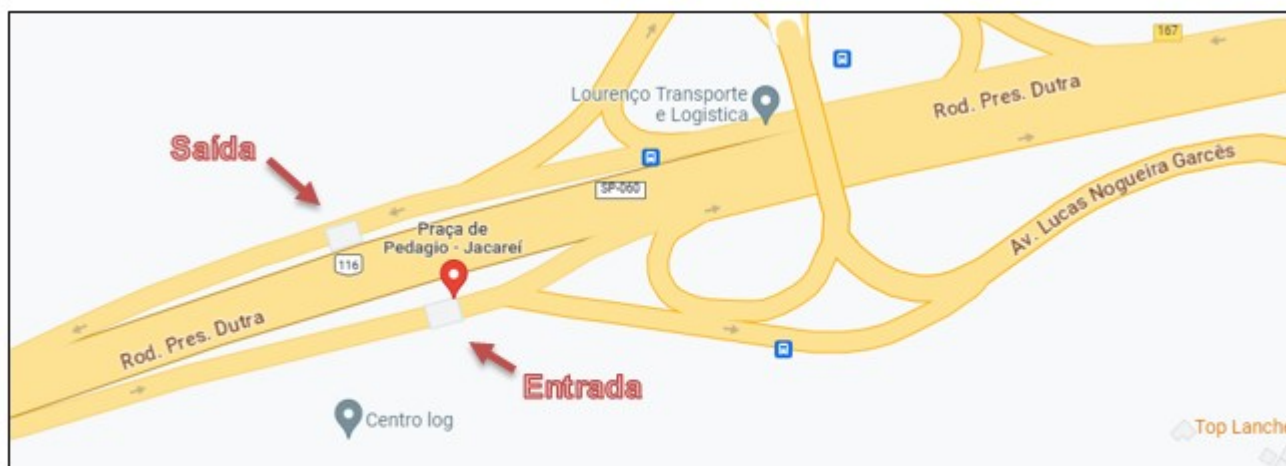 167
Lourenço Transporte
e Logistica
Rod. Pres. Dutra
Saída
SP-060
Av. Lucas Nogueira Garcês
Praça de
Pedagio - Jacareí
116
Rod. Pres. Dutra
Entrada
Centro log
Top Lanche